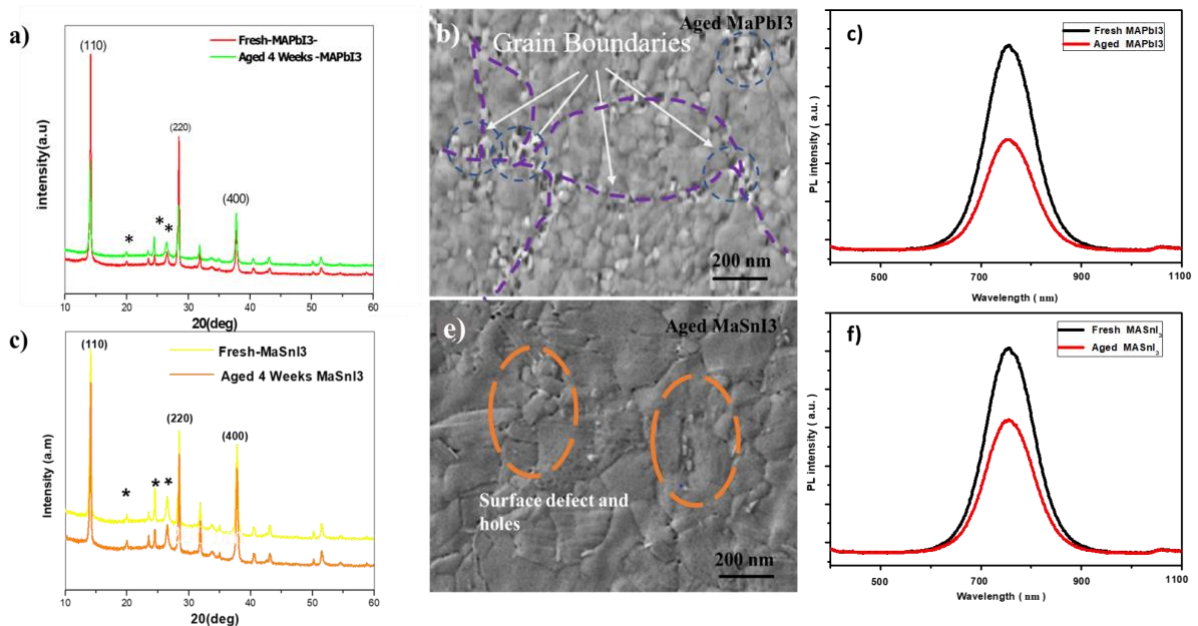 a)
Fresh-MAPbI3-
Aged 4 Weeks -MAPbI3
(110)
(220)
(400)
*
*
*
intensity(a.u)
10
20
30
40
50
60
20(deg)
b)
Aged MaPbI3
Grain Boundaries
200 nm
c)
Fresh MAPbI3
Aged MAPbI3
PL intensity ( a.u. )
500
700
900
1100
Wavelength ( nm)
c)
Fresh-MaSnI3
Aged 4 Weeks MaSnI3
(110)
(220)
(400)
*
*
*
Intensity (a.m)
10
20
30
40
50
60
20(deg)
e)
Aged MaSnI3
Surface defect and
holes
200 nm
f)
Fresh MASnI3
Aged MASnI3
PL intensity ( a.u. )
500
700
900
1100
Wavelength ( nm)